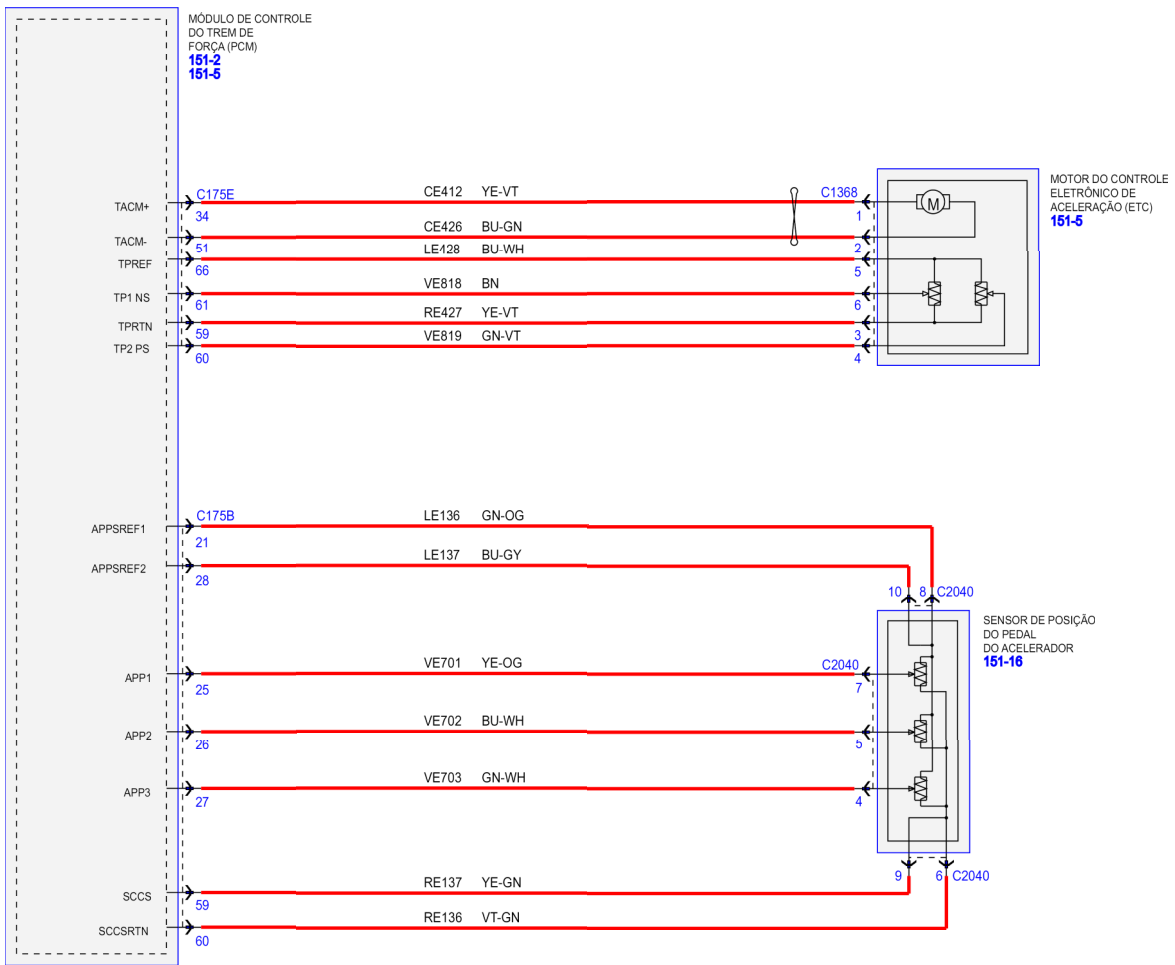 MÓDULO DE CONTROLE
DO TREM DE
FORÇA (PCM)
151-2
151-5
MOTOR DO CONTROLE
ELETRÔNICO DE
ACELERAÇÃO (ETC)
151-5
TACM+ C175E 34 CE412 YE-VT C1368 1
M
TACM- 51 CE426 BU-GN 2
TPREF 66 LE428 BU-WH 5
TP1 NS 61 VE818 BN 6
TPRTN 59 RE427 YE-VT 3
TP2 PS 60 VE819 GN-VT 4
APPSREF1 C175B 21 LE136 GN-OG
APPSREF2 28 LE137 BU-GY
10 8 C2040
SENSOR DE POSIÇÃO
DO PEDAL
DO ACELERADOR
151-16
APP1 25 VE701 YE-OG C2040 7
APP2 26 VE702 BU-WH 5
APP3 27 VE703 GN-WH 4
9 6 C2040
SCCS 59 RE137 YE-GN
SCCSRTN 60 RE136 VT-GN